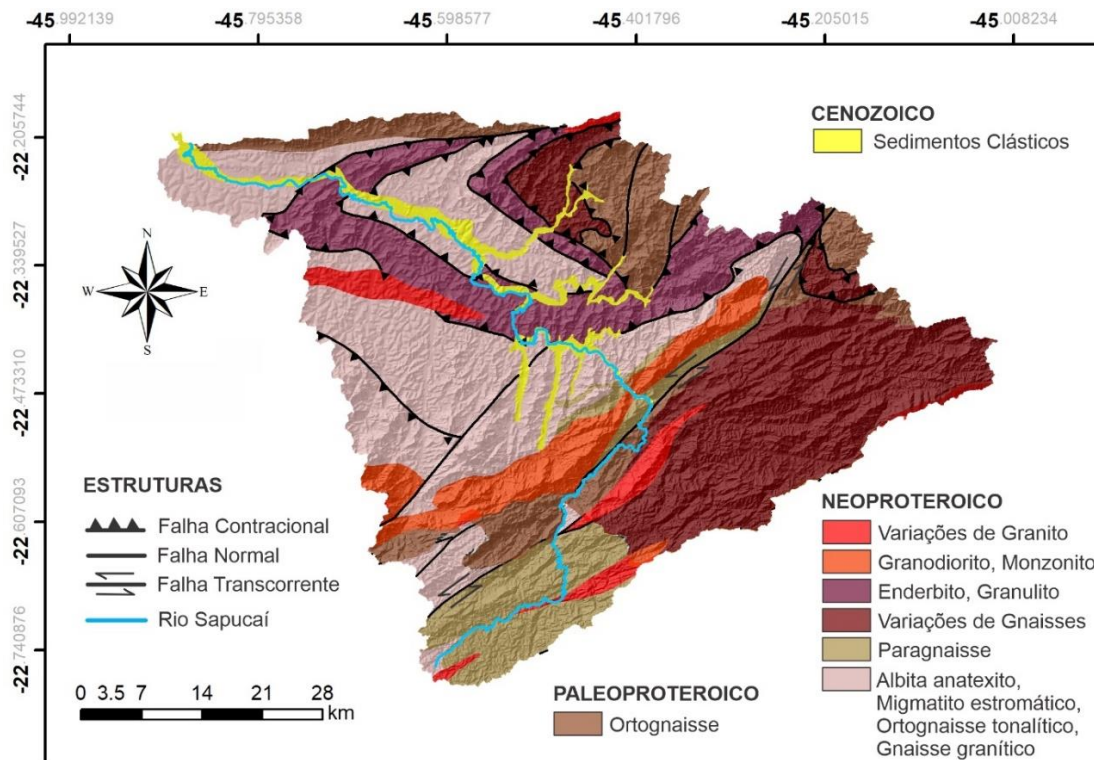 -45.992139
-45.795358
-45.598577
-45.401796
-45.205015
-45.008234
-22.205744
-22.339527
-22.473310
-22.607093
-22.740876
CENOZOICO
Sedimentos Clásticos
N
W
E
S
ESTRUTURAS
Falha Contracional
Falha Normal
Falha Transcorrente
Rio Sapucaí
0 3.5 7 14 21 28
km
PALEOPROTEROICO
Ortognaisse
NEOPROTEROICO
Variações de Granito
Granodiorito, Monzonito
Enderbito, Granulito
Variações de Gnaisses
Paragnaisse
Albita anatexito,
Migmatito estromático,
Ortognaisse tonalítico,
Gnaisse granítico